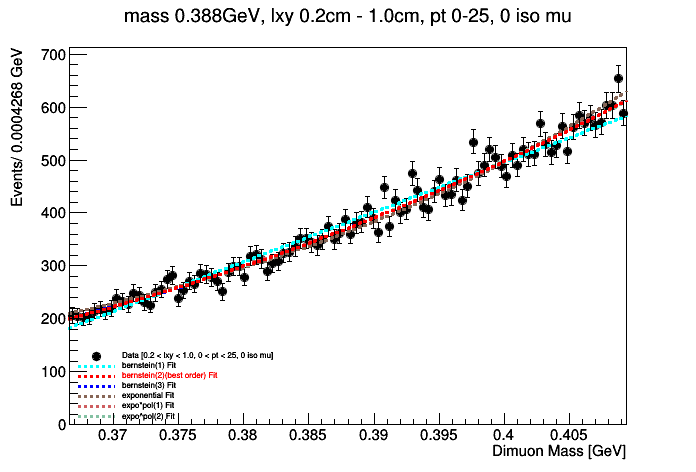 mass 0.388GeV, lxy 0.2cm - 1.0cm, pt 0-25, 0 iso mu
Events/ 0.0004268 GeV
700
600
500
400
300
200
100
0
Data [0.2 < lxy < 1.0, 0 < pt < 25, 0 iso mu]
bernstein(1) Fit
bernstein(2)(best order) Fit
bernstein(3) Fit
exponential Fit
expo*pol(1) Fit
expo*pol(2) Fit
0.37 0.375 0.38 0.385 0.39 0.395 0.4 0.405
Dimuon Mass [GeV]